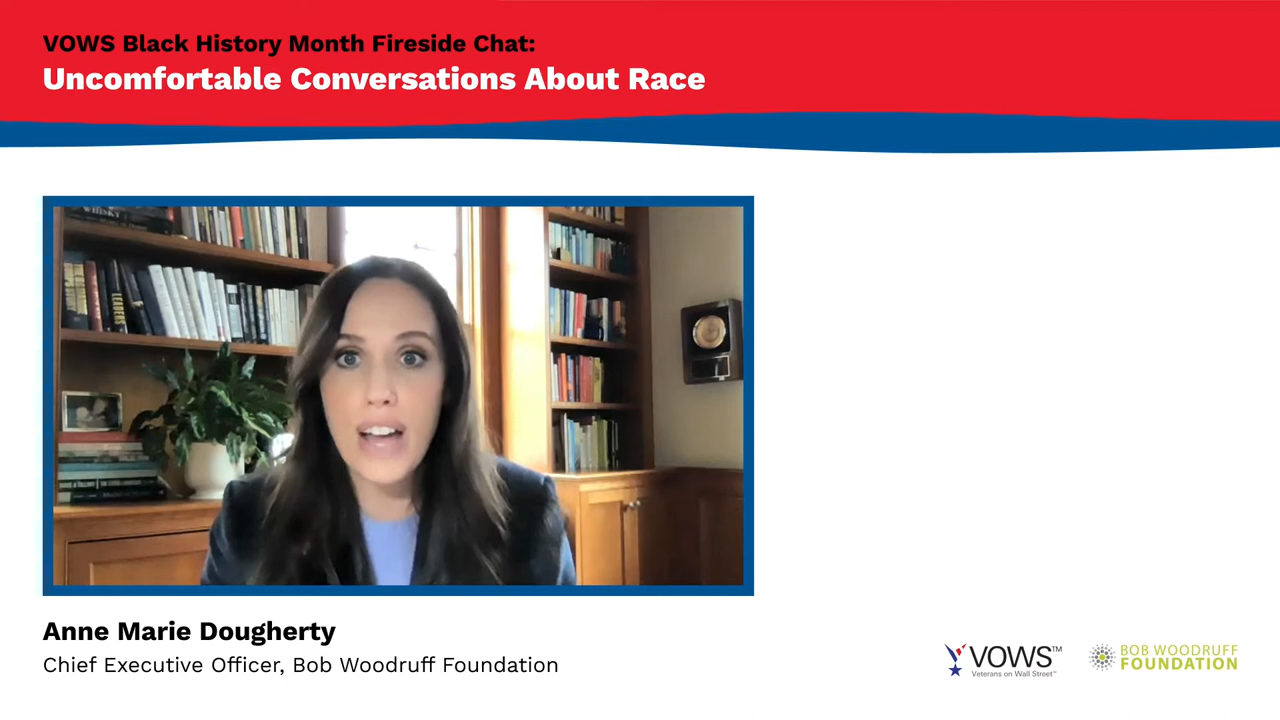 VOWS Black History Month Fireside Chat:
Uncomfortable Conversations About Race
WHISKY
Anne Marie Dougherty
Chief Executive Officer, Bob Woodruff Foundation
VOWS™
Veterans on Wall Street™
BOB WOODRUFF
FOUNDATION